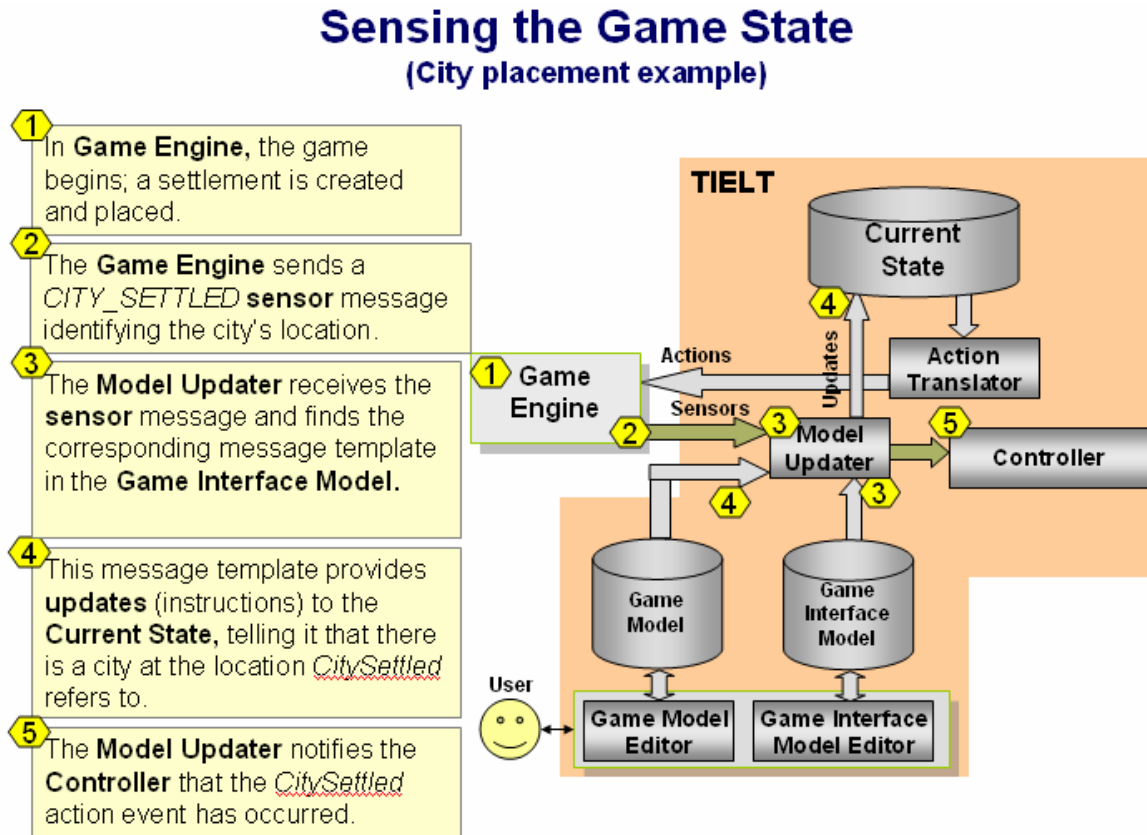 Sensing the Game State
(City placement example)
1
In Game Engine, the game
begins; a settlement is created
and placed.
2
The Game Engine sends a
CITY_SETTLED sensor message
identifying the city's location.
3
The Model Updater receives the
sensor message and finds the
corresponding message template
in the Game Interface Model.
4
This message template provides
updates (instructions) to the
Current State, telling it that there
is a city at the location CitySettled
refers to.
5
The Model Updater notifies the
Controller that the CitySettled
action event has occurred.
TIELT
Current
State
4
Updates
Action
Translator
Actions
1
Game
Engine
Sensors
2
3
Model
Updater
5
Controller
4
3
Game
Model
Game
Interface
Model
User
Game Model
Editor
Game Interface
Model Editor